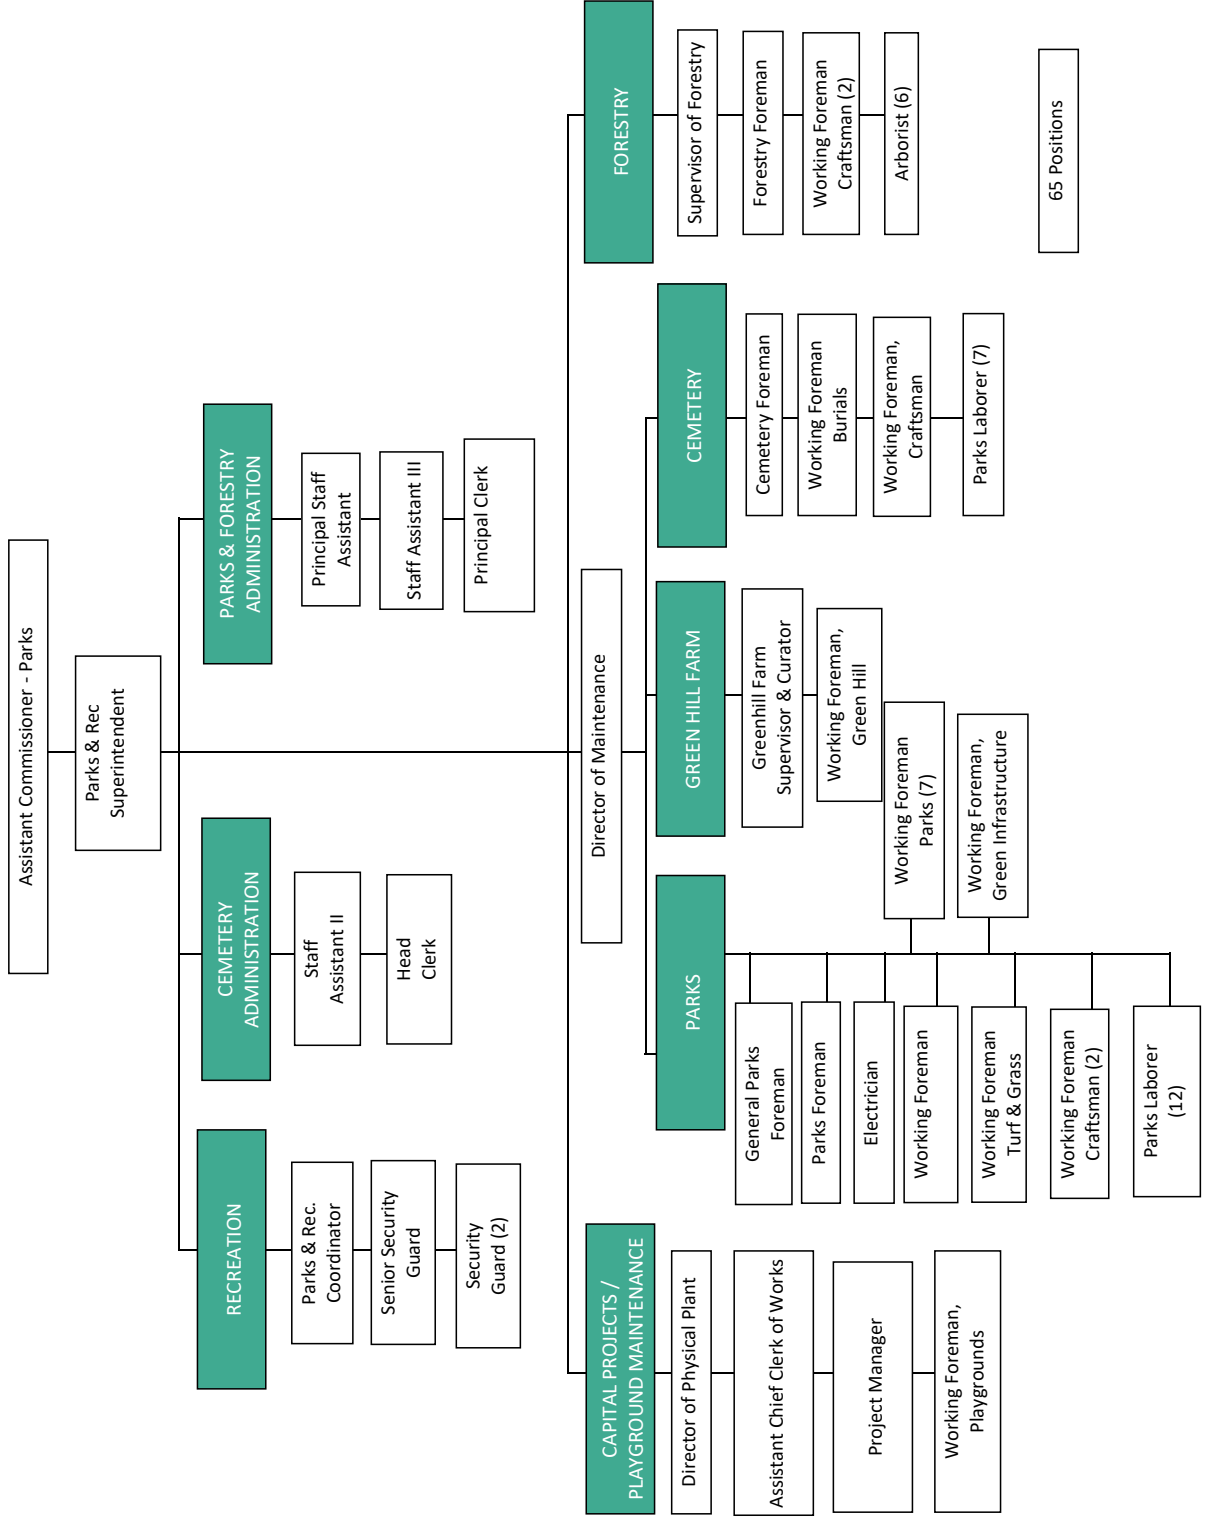 Assistant Commissioner - Parks
Parks & Rec
Superintendent
RECREATION
Parks & Rec.
Coordinator
Senior Security
Guard
Security
Guard (2)
CEMETERY
ADMINISTRATION
Staff
Assistant II
Head
Clerk
PARKS & FORESTRY
ADMINISTRATION
Principal Staff
Assistant
Staff Assistant III
Principal Clerk
Director of Maintenance
CAPITAL PROJECTS /
PLAYGROUND MAINTENANCE
Director of Physical Plant
Assistant Chief Clerk of Works
Project Manager
Working Foreman,
Playgrounds
PARKS
General Parks
Foreman
Parks Foreman
Electrician
Working Foreman
Working Foreman
Turf & Grass
Working Foreman
Craftsman (2)
Parks Laborer
(12)
Working Foreman
Parks (7)
Working Foreman,
Green Infrastructure
GREEN HILL FARM
Greenhill Farm
Supervisor & Curator
Working Foreman,
Green Hill
CEMETERY
Cemetery Foreman
Working Foreman
Burials
Working Foreman,
Craftsman
Parks Laborer (7)
FORESTRY
Supervisor of Forestry
Forestry Foreman
Working Foreman
Craftsman (2)
Arborist (6)
65 Positions